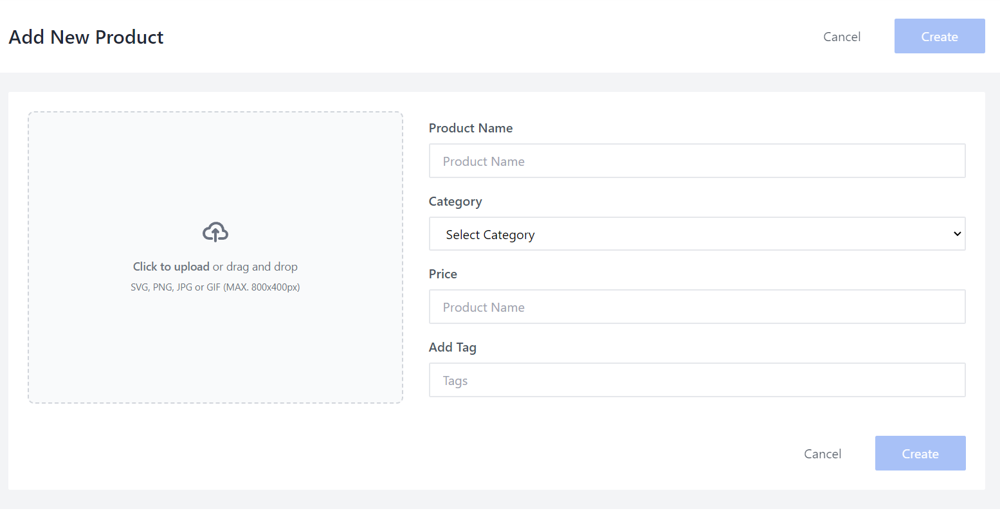 Add New Product
Cancel
Create
Click to upload or drag and drop
SVG, PNG, JPG or GIF (MAX. 800x400px)
Product Name
Product Name
Category
Select Category
Price
Product Name
Add Tag
Tags
Cancel
Create